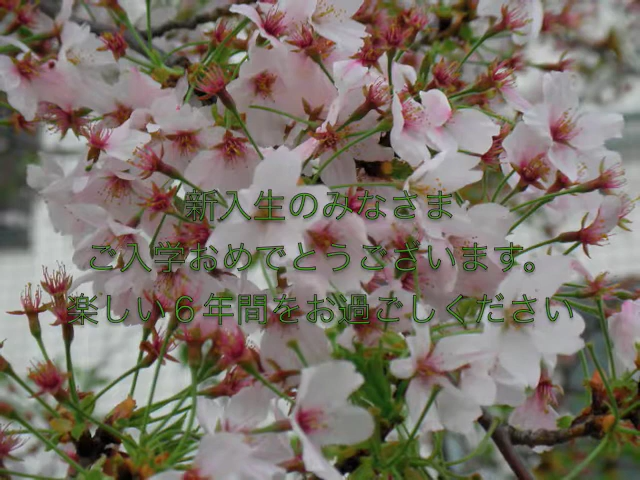 新入生のみなさま
ご入学おめでとうございます。
楽しい６年間をお過ごしください